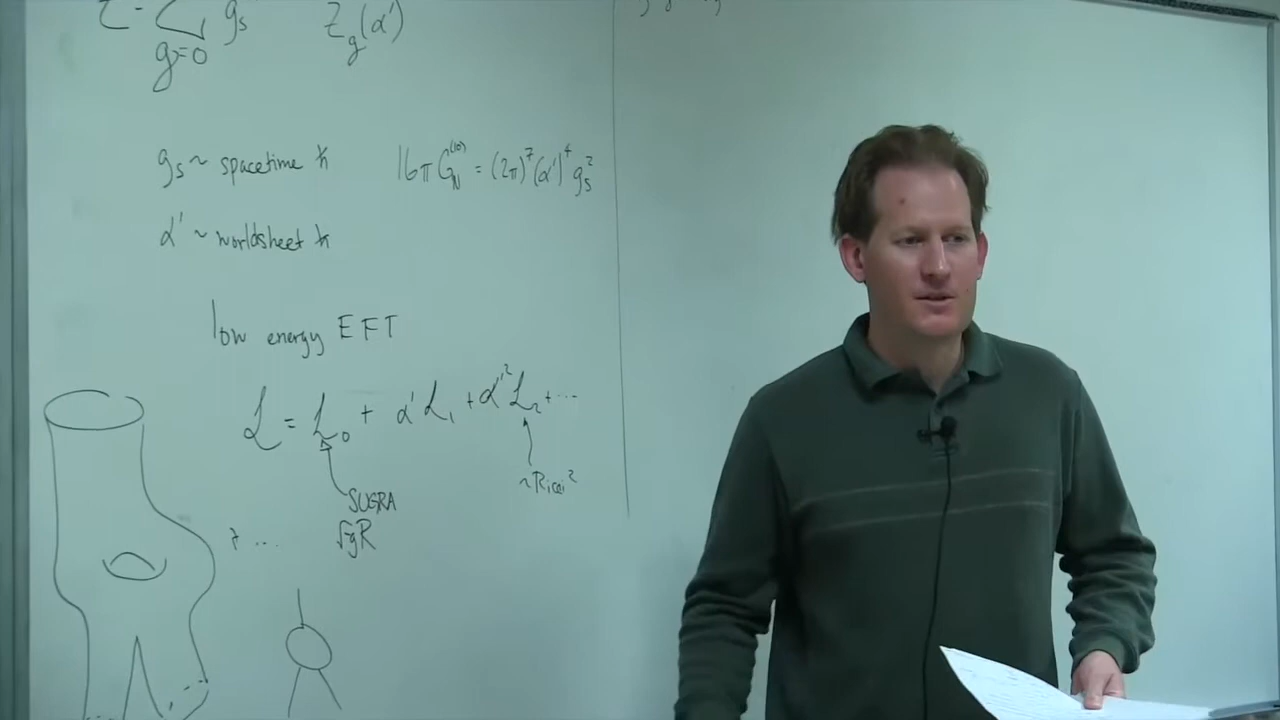 Z = Σ g_s Z_g(α')
g=0
g_s ~ spacetime ħ 16π G_N^(10) = (2π)^7 (α')^4 g_s^2
α' ~ worldsheet ħ
low energy EFT
ℒ = ℒ_0 + α'ℒ_1 + α'^2 ℒ_2 + ...
~Ricci^2
SUGRA
√g R